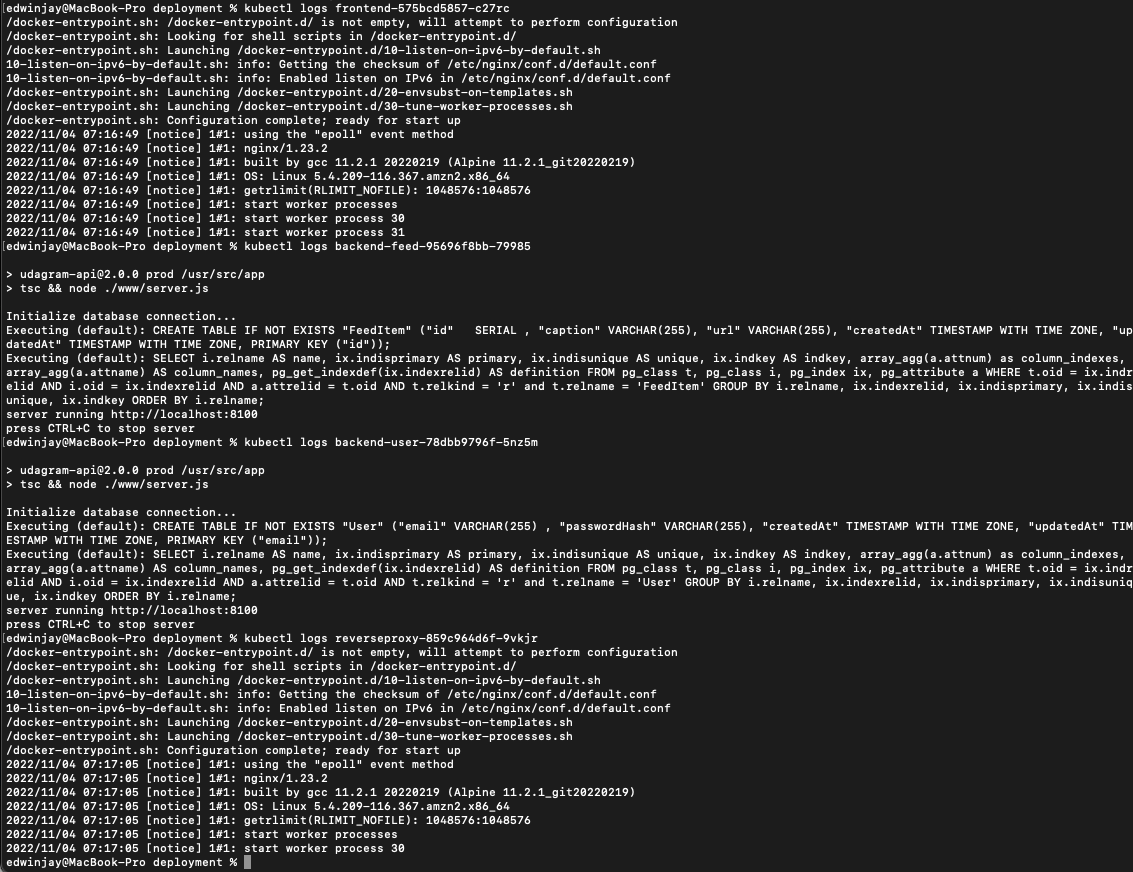 [edwinjay@MacBook-Pro deployment % kubectl logs frontend-575bcd5857-c27rc
/docker-entrypoint.sh: /docker-entrypoint.d/ is not empty, will attempt to perform configuration
/docker-entrypoint.sh: Looking for shell scripts in /docker-entrypoint.d/
/docker-entrypoint.sh: Launching /docker-entrypoint.d/10-listen-on-ipv6-by-default.sh
10-listen-on-ipv6-by-default.sh: info: Getting the checksum of /etc/nginx/conf.d/default.conf
10-listen-on-ipv6-by-default.sh: info: Enabled listen on IPv6 in /etc/nginx/conf.d/default.conf
/docker-entrypoint.sh: Launching /docker-entrypoint.d/20-envsubst-on-templates.sh
/docker-entrypoint.sh: Launching /docker-entrypoint.d/30-tune-worker-processes.sh
/docker-entrypoint.sh: Configuration complete; ready for start up
2022/11/04 07:16:49 [notice] 1#1: using the "epoll" event method
2022/11/04 07:16:49 [notice] 1#1: nginx/1.23.2
2022/11/04 07:16:49 [notice] 1#1: built by gcc 11.2.1 20220219 (Alpine 11.2.1_git20220219)
2022/11/04 07:16:49 [notice] 1#1: OS: Linux 5.4.209-116.367.amzn2.x86_64
2022/11/04 07:16:49 [notice] 1#1: getrlimit(RLIMIT_NOFILE): 1048576:1048576
2022/11/04 07:16:49 [notice] 1#1: start worker processes
2022/11/04 07:16:49 [notice] 1#1: start worker process 30
2022/11/04 07:16:49 [notice] 1#1: start worker process 31
[edwinjay@MacBook-Pro deployment % kubectl logs backend-feed-95696f8bb-79985
> udagram-api@2.0.0 prod /usr/src/app
> tsc && node ./www/server.js
Initialize database connection...
Executing (default): CREATE TABLE IF NOT EXISTS "FeedItem" ("id"   SERIAL , "caption" VARCHAR(255), "url" VARCHAR(255), "createdAt" TIMESTAMP WITH TIME ZONE, "up
datedAt" TIMESTAMP WITH TIME ZONE, PRIMARY KEY ("id"));
Executing (default): SELECT i.relname AS name, ix.indisprimary AS primary, ix.indisunique AS unique, ix.indkey AS indkey, array_agg(a.attnum) as column_indexes,
array_agg(a.attname) AS column_names, pg_get_indexdef(ix.indexrelid) AS definition FROM pg_class t, pg_class i, pg_index ix, pg_attribute a WHERE t.oid = ix.indr
elid AND i.oid = ix.indexrelid AND a.attrelid = t.oid AND t.relkind = 'r' and t.relname = 'FeedItem' GROUP BY i.relname, ix.indexrelid, ix.indisprimary, ix.indis
unique, ix.indkey ORDER BY i.relname;
server running http://localhost:8100
press CTRL+C to stop server
[edwinjay@MacBook-Pro deployment % kubectl logs backend-user-78dbb9796f-5nz5m
> udagram-api@2.0.0 prod /usr/src/app
> tsc && node ./www/server.js
Initialize database connection...
Executing (default): CREATE TABLE IF NOT EXISTS "User" ("email" VARCHAR(255) , "passwordHash" VARCHAR(255), "createdAt" TIMESTAMP WITH TIME ZONE, "updatedAt" TIM
ESTAMP WITH TIME ZONE, PRIMARY KEY ("email"));
Executing (default): SELECT i.relname AS name, ix.indisprimary AS primary, ix.indisunique AS unique, ix.indkey AS indkey, array_agg(a.attnum) as column_indexes,
array_agg(a.attname) AS column_names, pg_get_indexdef(ix.indexrelid) AS definition FROM pg_class t, pg_class i, pg_index ix, pg_attribute a WHERE t.oid = ix.indr
elid AND i.oid = ix.indexrelid AND a.attrelid = t.oid AND t.relkind = 'r' and t.relname = 'User' GROUP BY i.relname, ix.indexrelid, ix.indisprimary, ix.indisuniq
ue, ix.indkey ORDER BY i.relname;
server running http://localhost:8100
press CTRL+C to stop server
[edwinjay@MacBook-Pro deployment % kubectl logs reverseproxy-859c964d6f-9vkjr
/docker-entrypoint.sh: /docker-entrypoint.d/ is not empty, will attempt to perform configuration
/docker-entrypoint.sh: Looking for shell scripts in /docker-entrypoint.d/
/docker-entrypoint.sh: Launching /docker-entrypoint.d/10-listen-on-ipv6-by-default.sh
10-listen-on-ipv6-by-default.sh: info: Getting the checksum of /etc/nginx/conf.d/default.conf
10-listen-on-ipv6-by-default.sh: info: Enabled listen on IPv6 in /etc/nginx/conf.d/default.conf
/docker-entrypoint.sh: Launching /docker-entrypoint.d/20-envsubst-on-templates.sh
/docker-entrypoint.sh: Launching /docker-entrypoint.d/30-tune-worker-processes.sh
/docker-entrypoint.sh: Configuration complete; ready for start up
2022/11/04 07:17:05 [notice] 1#1: using the "epoll" event method
2022/11/04 07:17:05 [notice] 1#1: nginx/1.23.2
2022/11/04 07:17:05 [notice] 1#1: built by gcc 11.2.1 20220219 (Alpine 11.2.1_git20220219)
2022/11/04 07:17:05 [notice] 1#1: OS: Linux 5.4.209-116.367.amzn2.x86_64
2022/11/04 07:17:05 [notice] 1#1: getrlimit(RLIMIT_NOFILE): 1048576:1048576
2022/11/04 07:17:05 [notice] 1#1: start worker processes
2022/11/04 07:17:05 [notice] 1#1: start worker process 30
edwinjay@MacBook-Pro deployment %